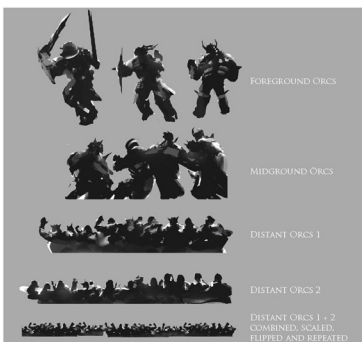 Foreground Orcs
Midground Orcs
Distant Orcs 1
Distant Orcs 2
Distant Orcs 1 + 2
combined, scaled,
flipped and repeated